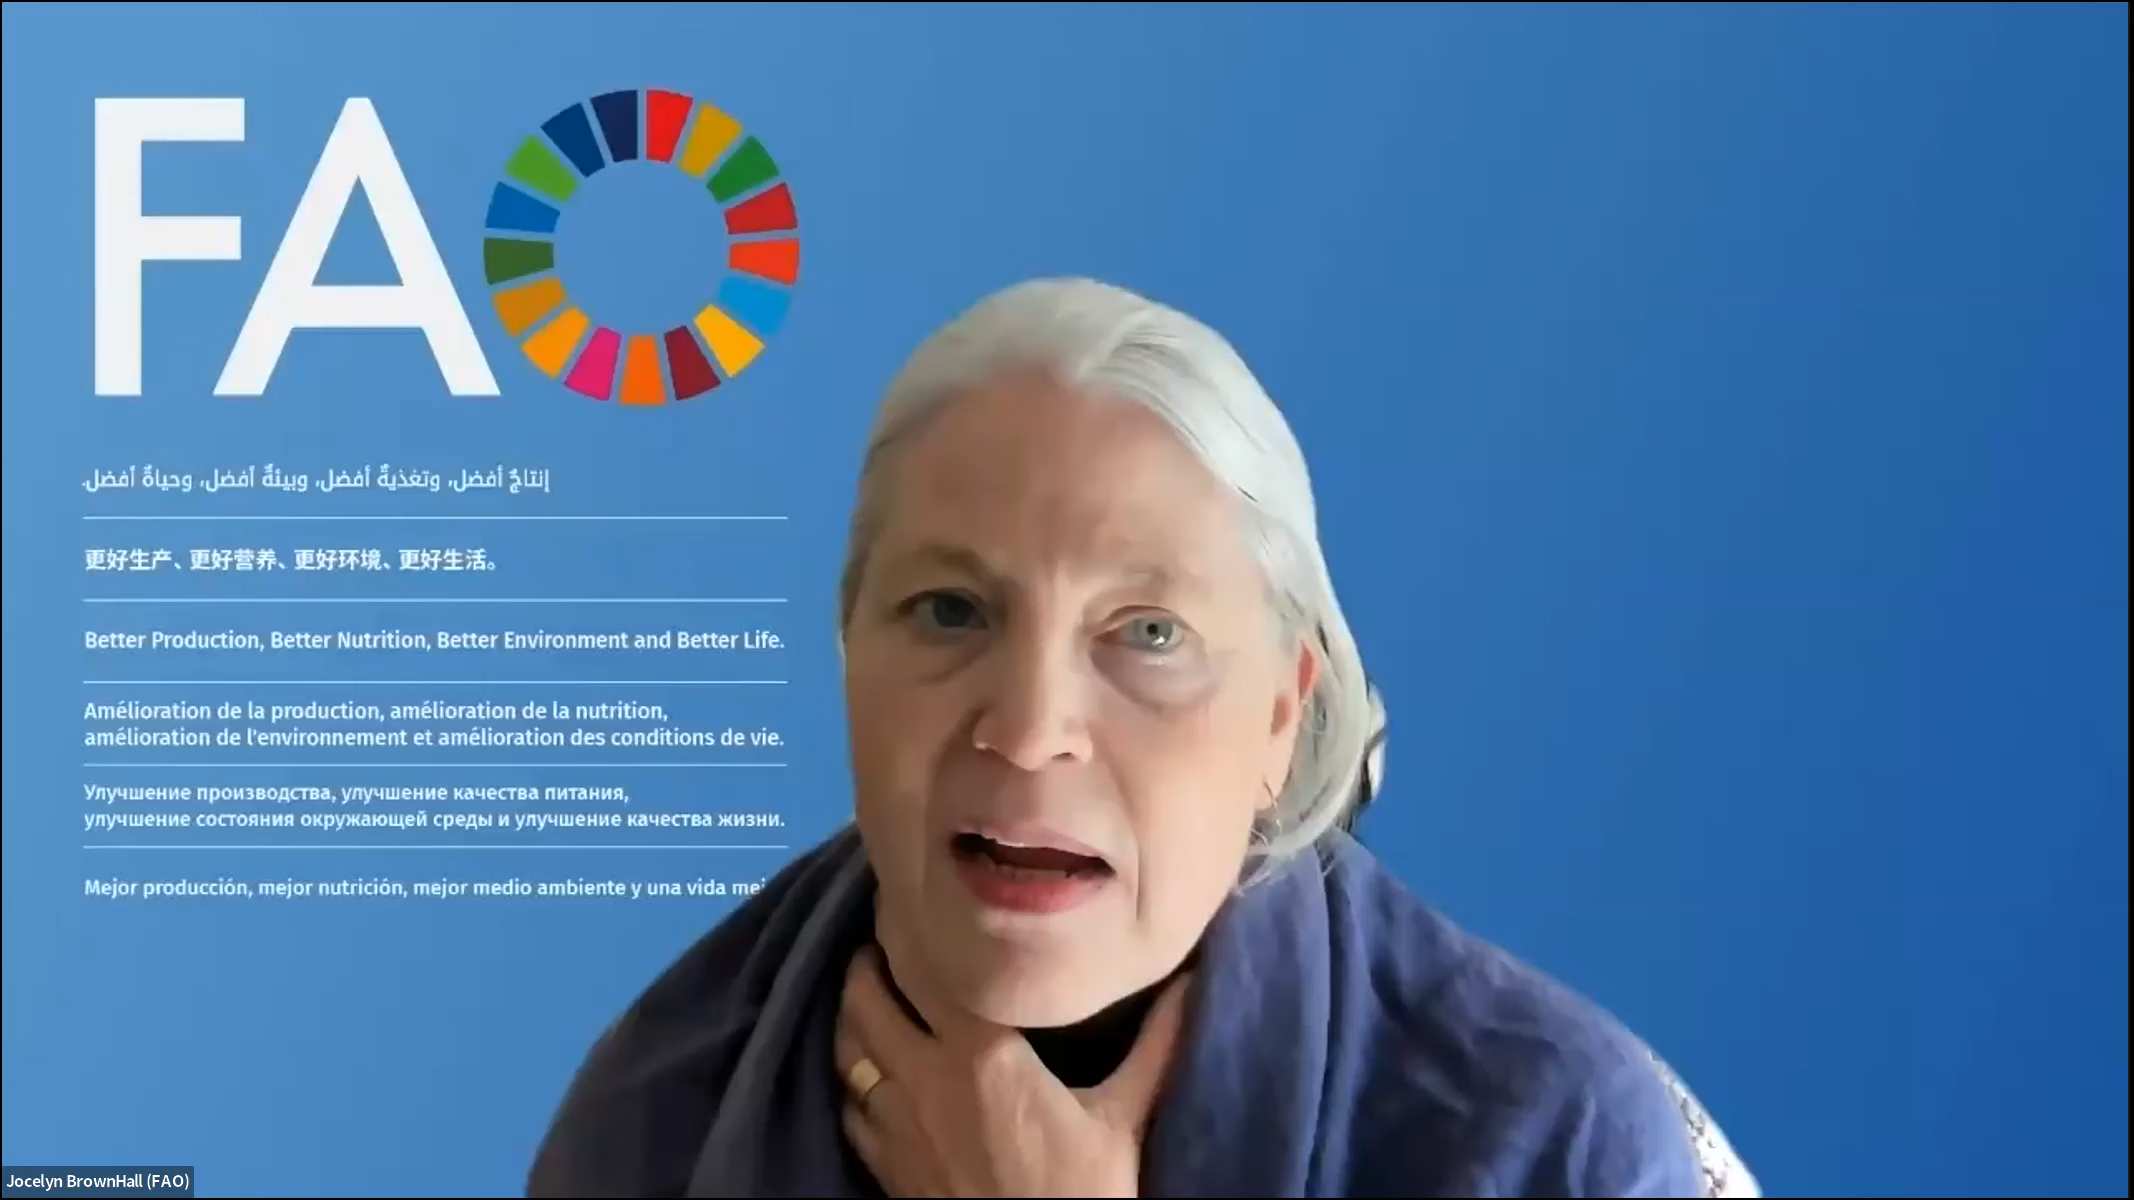 FAO
إنتاجٌ أفضل، وتغذيةٌ أفضل، وبيئةٌ أفضل، وحياةٌ أفضل.
更好生产、更好营养、更好环境、更好生活。
Better Production, Better Nutrition, Better Environment and Better Life.
Amélioration de la production, amélioration de la nutrition,
amélioration de l'environnement et amélioration des conditions de vie.
Улучшение производства, улучшение качества питания,
улучшение состояния окружающей среды и улучшение качества жизни.
Mejor producción, mejor nutrición, mejor medio ambiente y una vida
Jocelyn BrownHall (FAO)